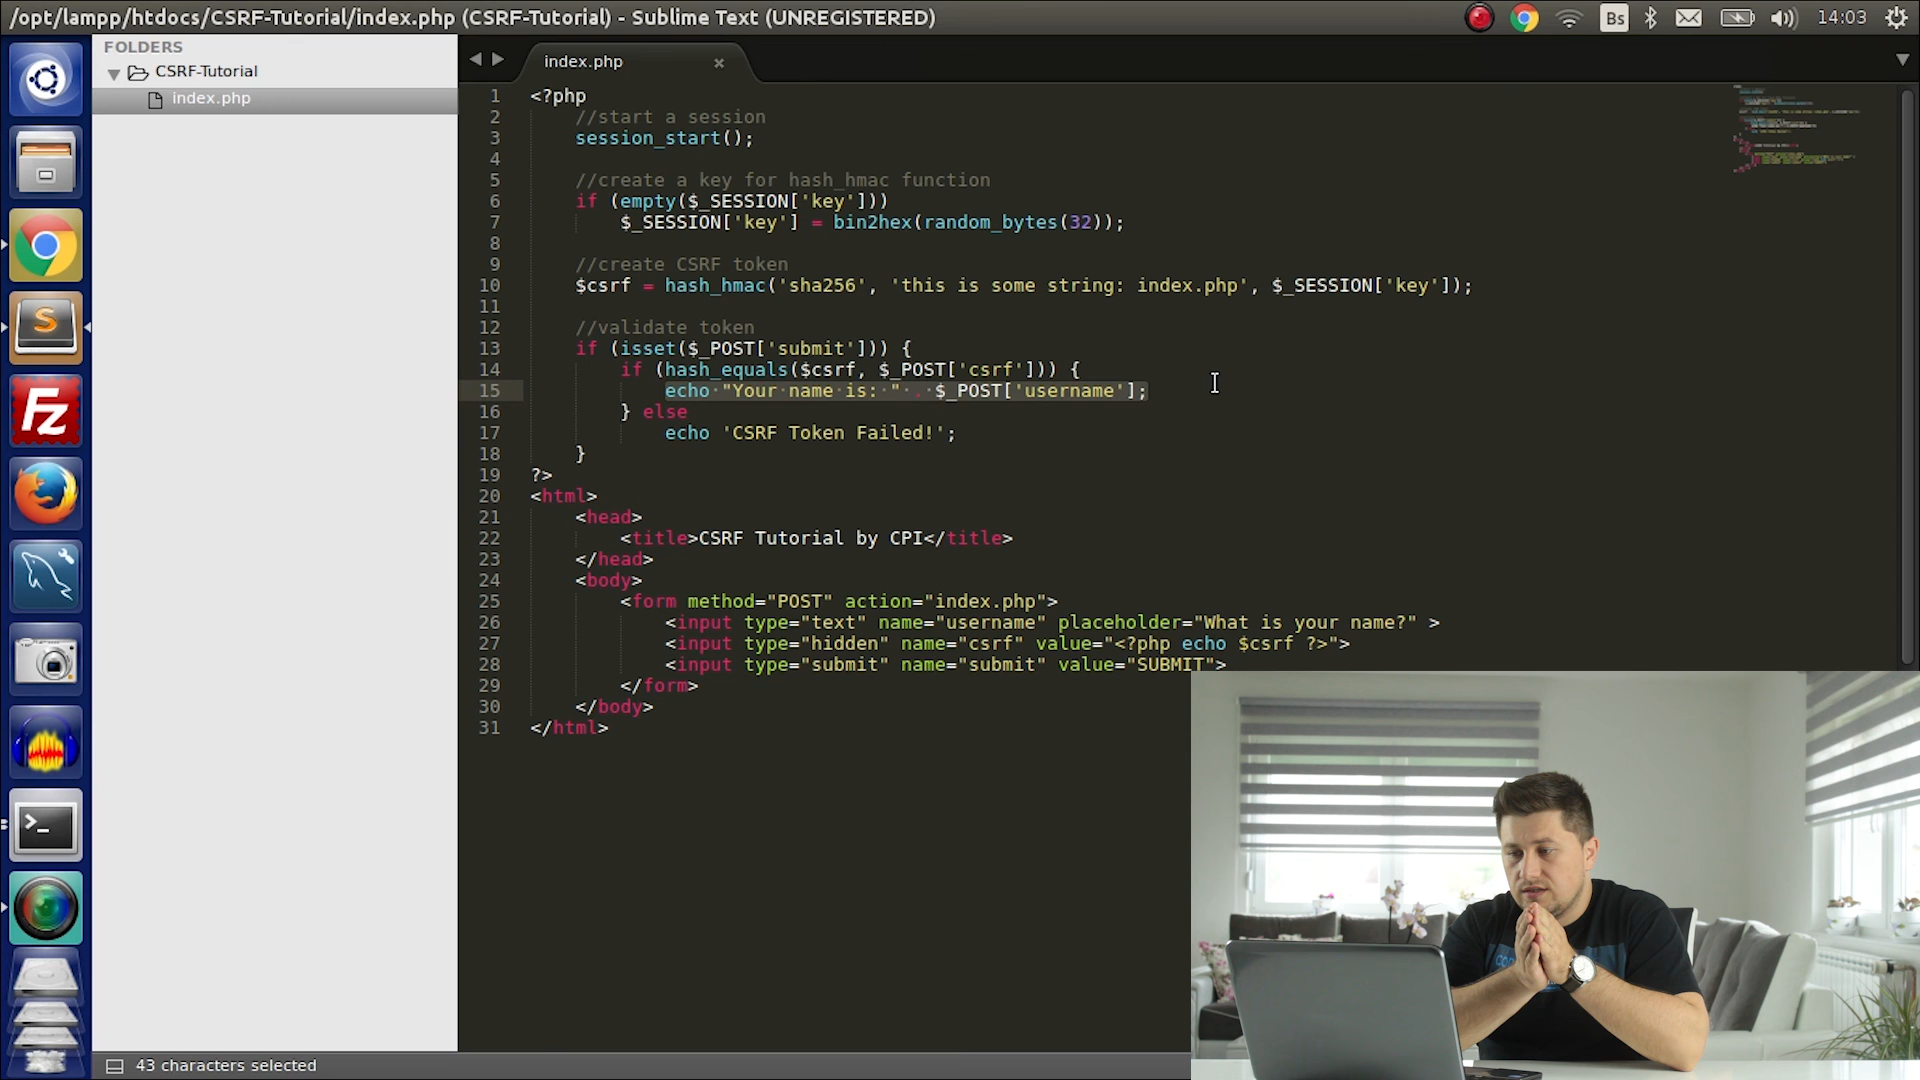 /opt/lampp/htdocs/CSRF-Tutorial/index.php (CSRF-Tutorial) - Sublime Text (UNREGISTERED)
Bs
14:03
FOLDERS
CSRF-Tutorial
index.php
index.php
1 <?php
2 //start a session
3 session_start();
4
5 //create a key for hash_hmac function
6 if (empty($_SESSION['key']))
7 $_SESSION['key'] = bin2hex(random_bytes(32));
8
9 //create CSRF token
10 $csrf = hash_hmac('sha256', 'this is some string: index.php', $_SESSION['key']);
11
12 //validate token
13 if (isset($_POST['submit'])) {
14 if (hash_equals($csrf, $_POST['csrf'])) {
15 echo "Your name is: " . $_POST['username'];
16 } else
17 echo 'CSRF Token Failed!';
18 }
19 ?>
20 <html>
21 <head>
22 <title>CSRF Tutorial by CPI</title>
23 </head>
24 <body>
25 <form method="POST" action="index.php">
26 <input type="text" name="username" placeholder="What is your name?" >
27 <input type="hidden" name="csrf" value="<?php echo $csrf ?>">
28 <input type="submit" name="submit" value="SUBMIT">
29 </form>
30 </body>
31 </html>
43 characters selected